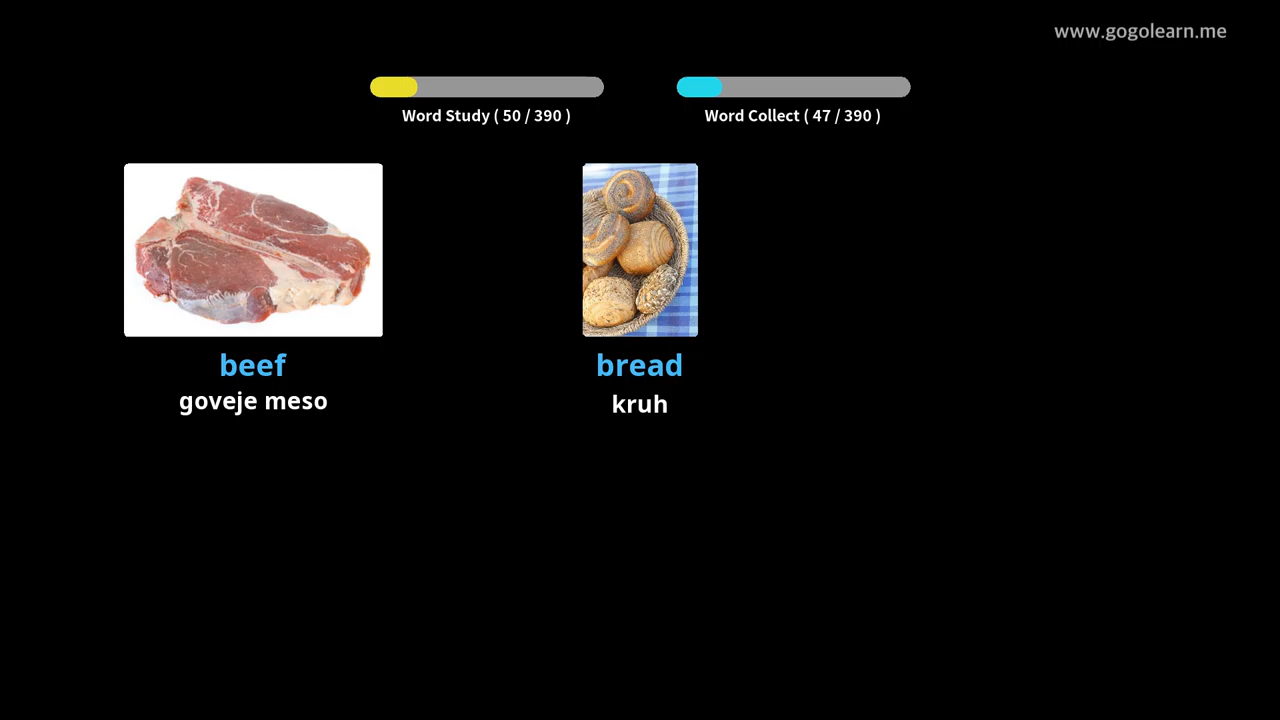 www.gogolearn.me
Word Study ( 50 / 390 )
Word Collect ( 47 / 390 )
beef
goveje meso
bread
kruh